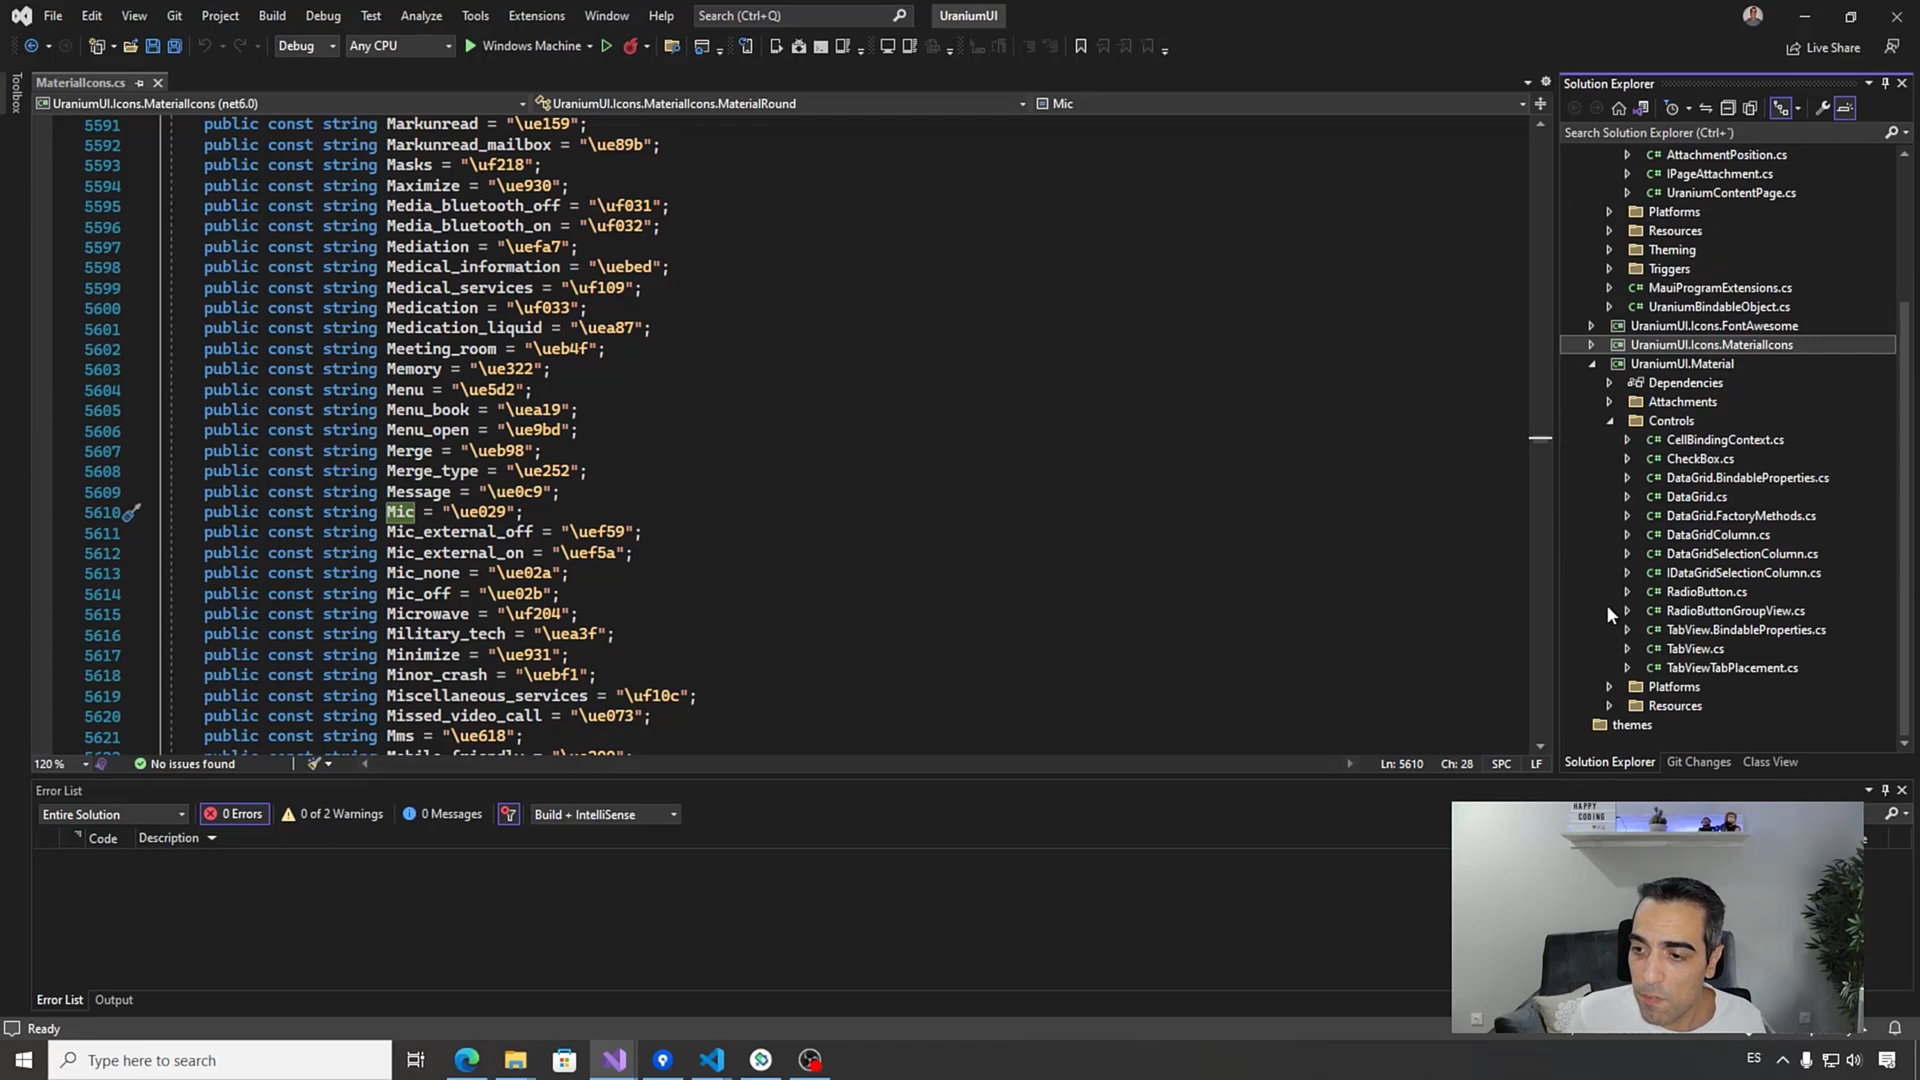 File Edit View Git Project Build Debug Test Analyze Tools Extensions Window Help Search (Ctrl+Q) UraniumUI
Debug Any CPU Windows Machine Live Share
Toolbox
MaterialIcons.cs
UraniumUI.Icons.MaterialIcons (net6.0) UraniumUI.Icons.MaterialIcons.MaterialRound Mic
5591 public const string Markunread = "\ue159";
5592 public const string Markunread_mailbox = "\ue89b";
5593 public const string Masks = "\uf218";
5594 public const string Maximize = "\ue930";
5595 public const string Media_bluetooth_off = "\uf031";
5596 public const string Media_bluetooth_on = "\uf032";
5597 public const string Mediation = "\uefa7";
5598 public const string Medical_information = "\uebed";
5599 public const string Medical_services = "\uf109";
5600 public const string Medication = "\uf033";
5601 public const string Medication_liquid = "\uea87";
5602 public const string Meeting_room = "\ueb4f";
5603 public const string Memory = "\ue322";
5604 public const string Menu = "\ue5d2";
5605 public const string Menu_book = "\uea19";
5606 public const string Menu_open = "\ue9bd";
5607 public const string Merge = "\ueb98";
5608 public const string Merge_type = "\ue252";
5609 public const string Message = "\ue0c9";
5610 public const string Mic = "\ue029";
5611 public const string Mic_external_off = "\uef59";
5612 public const string Mic_external_on = "\uef5a";
5613 public const string Mic_none = "\ue02a";
5614 public const string Mic_off = "\ue02b";
5615 public const string Microwave = "\uf204";
5616 public const string Military_tech = "\uea3f";
5617 public const string Minimize = "\ue931";
5618 public const string Minor_crash = "\uebf1";
5619 public const string Miscellaneous_services = "\uf10c";
5620 public const string Missed_video_call = "\ue073";
5621 public const string Mms = "\ue618";
120 % No issues found Ln: 5610 Ch: 28 SPC LF
Solution Explorer
Search Solution Explorer (Ctrl+´)
C# AttachmentPosition.cs
C# IPageAttachment.cs
C# UraniumContentPage.cs
Platforms
Resources
Theming
Triggers
C# MauiProgramExtensions.cs
C# UraniumBindableObject.cs
UraniumUI.Icons.FontAwesome
UraniumUI.Icons.MaterialIcons
UraniumUI.Material
Dependencies
Attachments
Controls
C# CellBindingContext.cs
C# CheckBox.cs
C# DataGrid.BindableProperties.cs
C# DataGrid.cs
C# DataGrid.FactoryMethods.cs
C# DataGridColumn.cs
C# DataGridSelectionColumn.cs
C# IDataGridSelectionColumn.cs
C# RadioButton.cs
C# RadioButtonGroupView.cs
C# TabView.BindableProperties.cs
C# TabView.cs
C# TabViewTabPlacement.cs
Platforms
Resources
themes
Solution Explorer Git Changes Class View
Error List
Entire Solution 0 Errors 0 of 2 Warnings 0 Messages Build + IntelliSense
Code Description
HAPPY
CODING
Error List Output
Ready
Type here to search ES